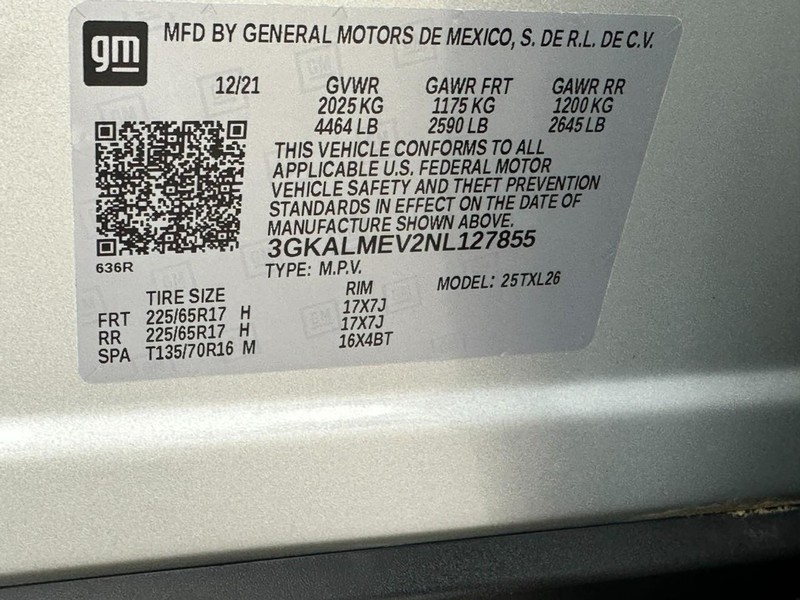 gm MFD BY GENERAL MOTORS DE MEXICO, S. DE R.L. DE C.V.
12/21 GVWR GAWR FRT GAWR RR
2025 KG 1175 KG 1200 KG
4464 LB 2590 LB 2645 LB
THIS VEHICLE CONFORMS TO ALL
APPLICABLE U.S. FEDERAL MOTOR
VEHICLE SAFETY AND THEFT PREVENTION
STANDARDS IN EFFECT ON THE DATE OF
MANUFACTURE SHOWN ABOVE.
3GKALMEV2NL127855
636R
TYPE: M.P.V. MODEL: 25TXL26
TIRE SIZE RIM
FRT 225/65R17 H 17X7J
RR 225/65R17 H 17X7J
SPA T135/70R16 M 16X4BT